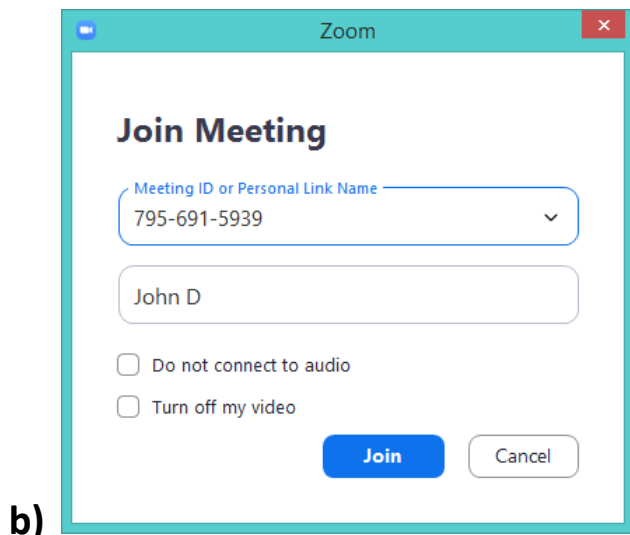 Zoom
Join Meeting
Meeting ID or Personal Link Name
795-691-5939
John D
Do not connect to audio
Turn off my video
Join Cancel
b)